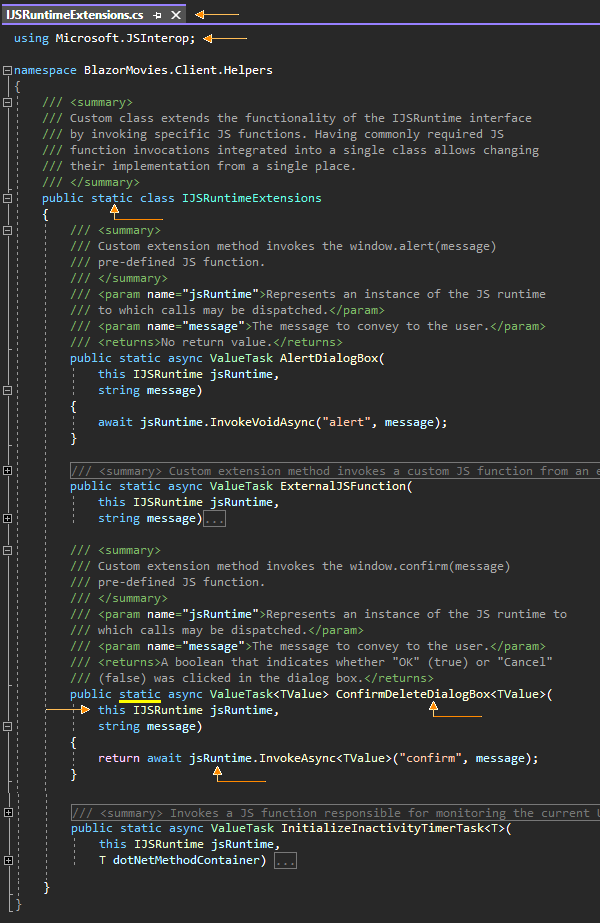 IJSRuntimeExtensions.cs
using Microsoft.JSInterop;
namespace BlazorMovies.Client.Helpers
{
/// <summary>
/// Custom class extends the functionality of the IJSRuntime interface
/// by invoking specific JS functions. Having commonly required JS
/// function invocations integrated into a single class allows changing
/// their implementation from a single place.
/// </summary>
public static class IJSRuntimeExtensions
{
/// <summary>
/// Custom extension method invokes the window.alert(message)
/// pre-defined JS function.
/// </summary>
/// <param name="jsRuntime">Represents an instance of the JS runtime
/// to which calls may be dispatched.</param>
/// <param name="message">The message to convey to the user.</param>
/// <returns>No return value.</returns>
public static async ValueTask AlertDialogBox(
this IJSRuntime jsRuntime,
string message)
{
await jsRuntime.InvokeVoidAsync("alert", message);
}
/// <summary> Custom extension method invokes a custom JS function from an e
public static async ValueTask ExternalJSFunction(
this IJSRuntime jsRuntime,
string message)...
/// <summary>
/// Custom extension method invokes the window.confirm(message)
/// pre-defined JS function.
/// </summary>
/// <param name="jsRuntime">Represents an instance of the JS runtime to
/// which calls may be dispatched.</param>
/// <param name="message">The message to convey to the user.</param>
/// <returns>A boolean that indicates whether "OK" (true) or "Cancel"
/// (false) was clicked in the dialog box.</returns>
public static async ValueTask<TValue> ConfirmDeleteDialogBox<TValue>(
this IJSRuntime jsRuntime,
string message)
{
return await jsRuntime.InvokeAsync<TValue>("confirm", message);
}
/// <summary> Invokes a JS function responsible for monitoring the current U
public static async ValueTask InitializeInactivityTimerTask<T>(
this IJSRuntime jsRuntime,
T dotNetMethodContainer) ...
}
}